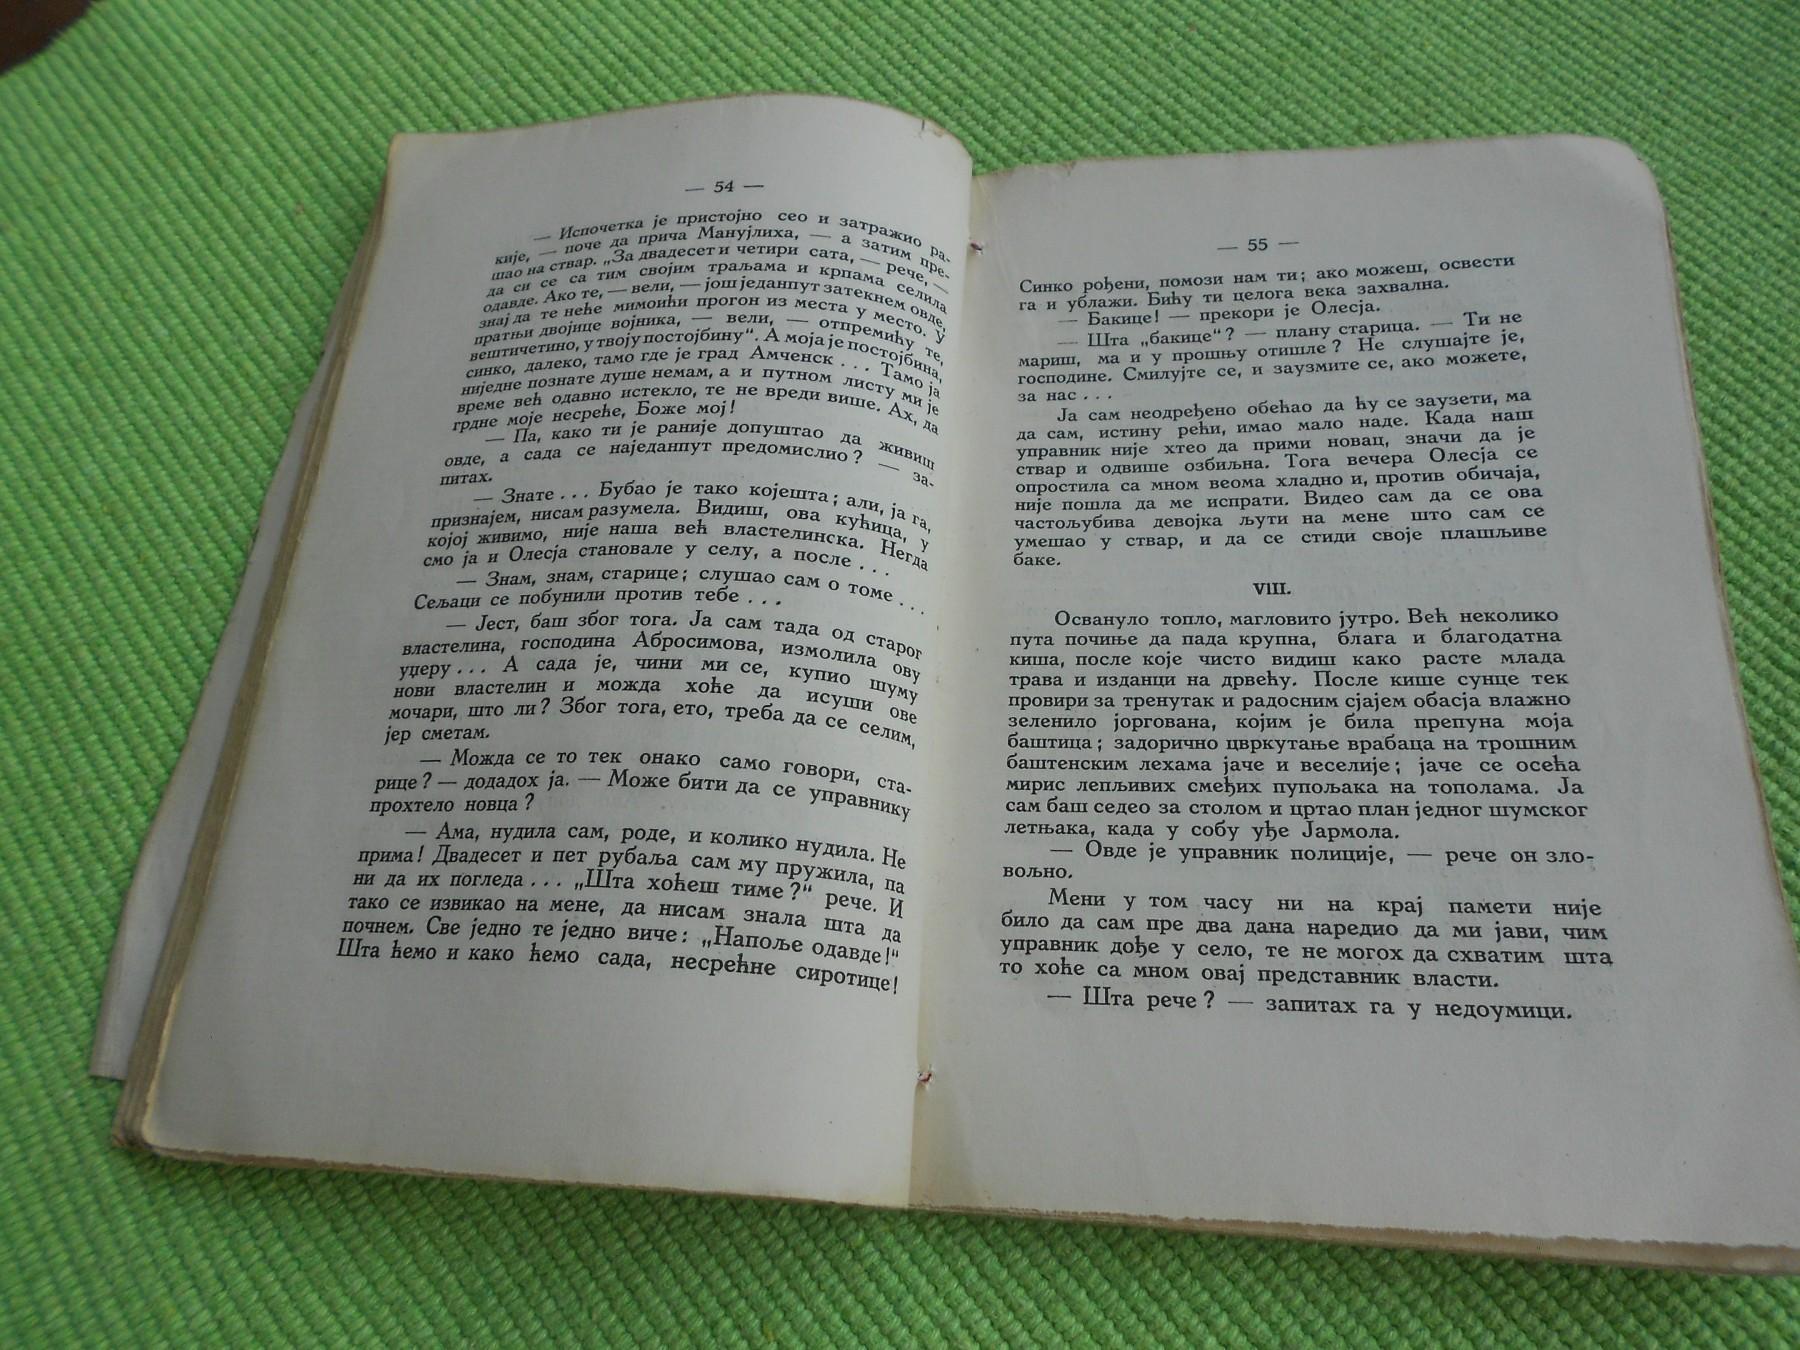 — 54 —
— Испочетка је пристојно сео и затражио ра-
кије, — поче да прича Манујлиха, — а затим пре-
шао на ствар. „За двадесет и четири сата, — рече, —
да си се са тим својим траљама и крпама селила
одавде. Ако те, — вели, — још једанпут затекнем овде,
знај да те неће мимоићи прогон из места у место. У
пратњи двојице војника, — вели, — отпремићу те,
вештичетино, у твоју постојбину“. А моја је постојбина,
синко, далеко, тамо где је град Амченск . . . Тамо ја
ниједне познате душе немам, а и путном листу ми је
време већ одавно истекло, те не вреди више. Ах, да
грдне моје несреће, Боже мој!
— Па, како ти је раније допуштао да живиш
овде, а сада се наједанпут предомислио? — за-
питах.
— Знате . . . Бубао је тако којешта; али, ја га,
признајем, нисам разумела. Видиш, ова кућица, у
којој живимо, није наша већ властелинска. Негда
смо ја и Олесја становале у селу, а после . . .
— Знам, знам, старице; слушао сам о томе . . .
Сељаци се побунили против тебе . . .
— Јест, баш због тога. Ја сам тада од старог
властелина, господина Абросимова, измолила ову
уџеру . . . А сада је, чини ми се, купио шуму
нови властелин и можда хоће да исуши ове
мочари, што ли? Због тога, ето, треба да се селим,
јер сметам.
— Можда се то тек онако само говори, ста-
рице? — додадох ја. — Може бити да се управнику
прохтело новца?
— Ама, нудила сам, роде, и колико нудила. Не
прима! Двадесет и пет рубаља сам му пружила, па
ни да их погледа . . . „Шта хоћеш тиме?“ рече. И
тако се извикао на мене, да нисам знала шта да
почнем. Све једно те једно виче: „Напоље одавде!“
Шта ћемо и како ћемо сада, несрећне сиротице!
— 55 —
Синко рођени, помози нам ти; ако можеш, освести
га и ублажи. Бићу ти целога века захвална.
— Бакице! — прекори је Олесја.
— Шта „бакице“? — плану старица. — Ти не
мариш, ма и у прошњу отишле? Не слушајте је,
господине. Смилујте се, и заузмите се, ако можете,
за нас . . .
Ја сам неодређено обећао да ћу се заузети, ма
да сам, истину рећи, имао мало наде. Када наш
управник није хтео да прими новац, значи да је
ствар и одвише озбиљна. Тога вечера Олесја се
опростила са мном веома хладно и, против обичаја,
није пошла да ме испрати. Видео сам да се ова
частољубива девојка љути на мене што сам се
умешао у ствар, и да се стиди своје плашљиве
баке.
VIII.
Освануло топло, магловито јутро. Већ неколико
пута почиње да пада крупна, блага и благодатна
киша, после које чисто видиш како расте млада
трава и изданци на дрвећу. После кише сунце тек
провири за тренутак и радосним сјајем обасја влажно
зеленило јоргована, којим је била препуна моја
баштица; задорично цвркутање врабаца на трошним
баштенским лехама јаче и веселије; јаче се осећа
мирис лепљивих смеђих пупољака на тополама. Ја
сам баш седео за столом и цртао план једног шумског
летњака, када у собу уђе Јармола.
— Овде је управник полиције, — рече он зло-
вољно.
Мени у том часу ни на крај памети није
било да сам пре два дана наредио да ми јави, чим
управник дође у село, те не могох да схватим шта
то хоће са мном овај представник власти.
— Шта рече? — запитах га у недоумици.